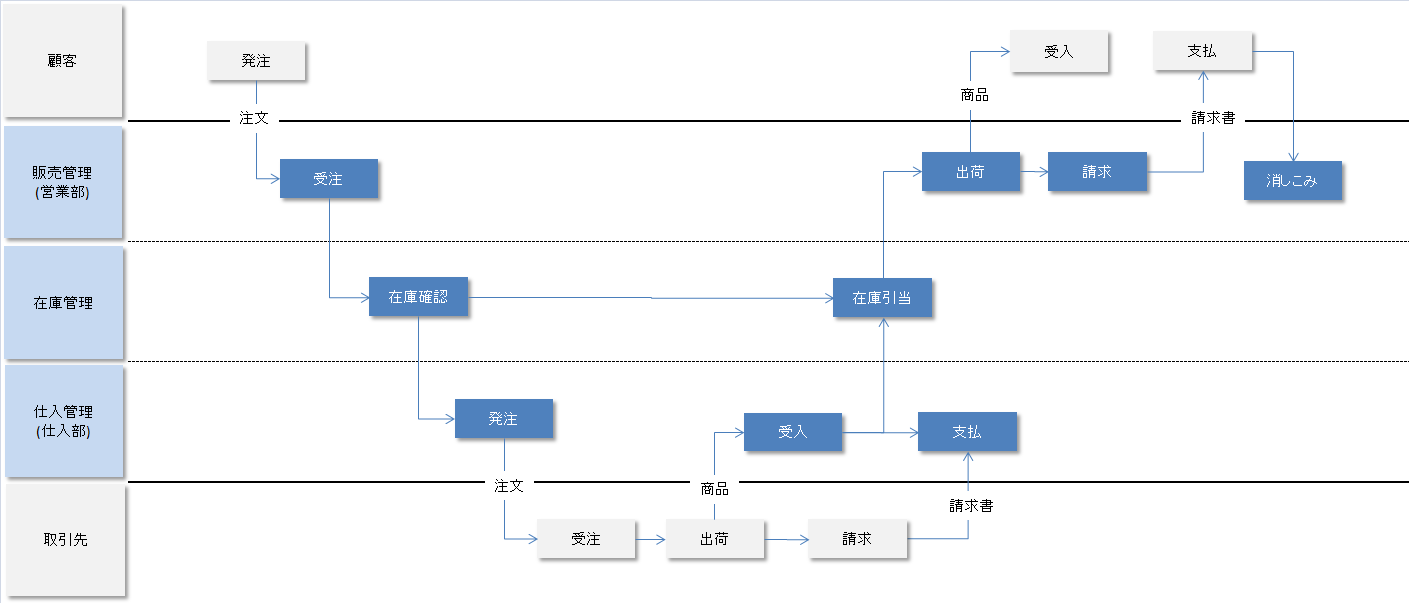 顧客
発注
受入
支払
商品
注文
請求書
販売管理
(営業部)
受注
出荷
請求
消しこみ
在庫管理
在庫確認
在庫引当
仕入管理
(仕入部)
発注
受入
支払
注文
商品
請求書
取引先
受注
出荷
請求